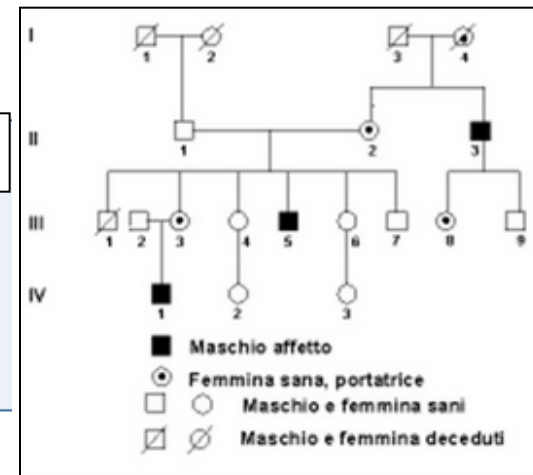 I
1 2 3 4
II
1 2 3
III
1 2 3 4 5 6 7 8 9
IV
1 2 3
Maschio affetto
Femmina sana, portatrice
Maschio e femmina sani
Maschio e femmina deceduti